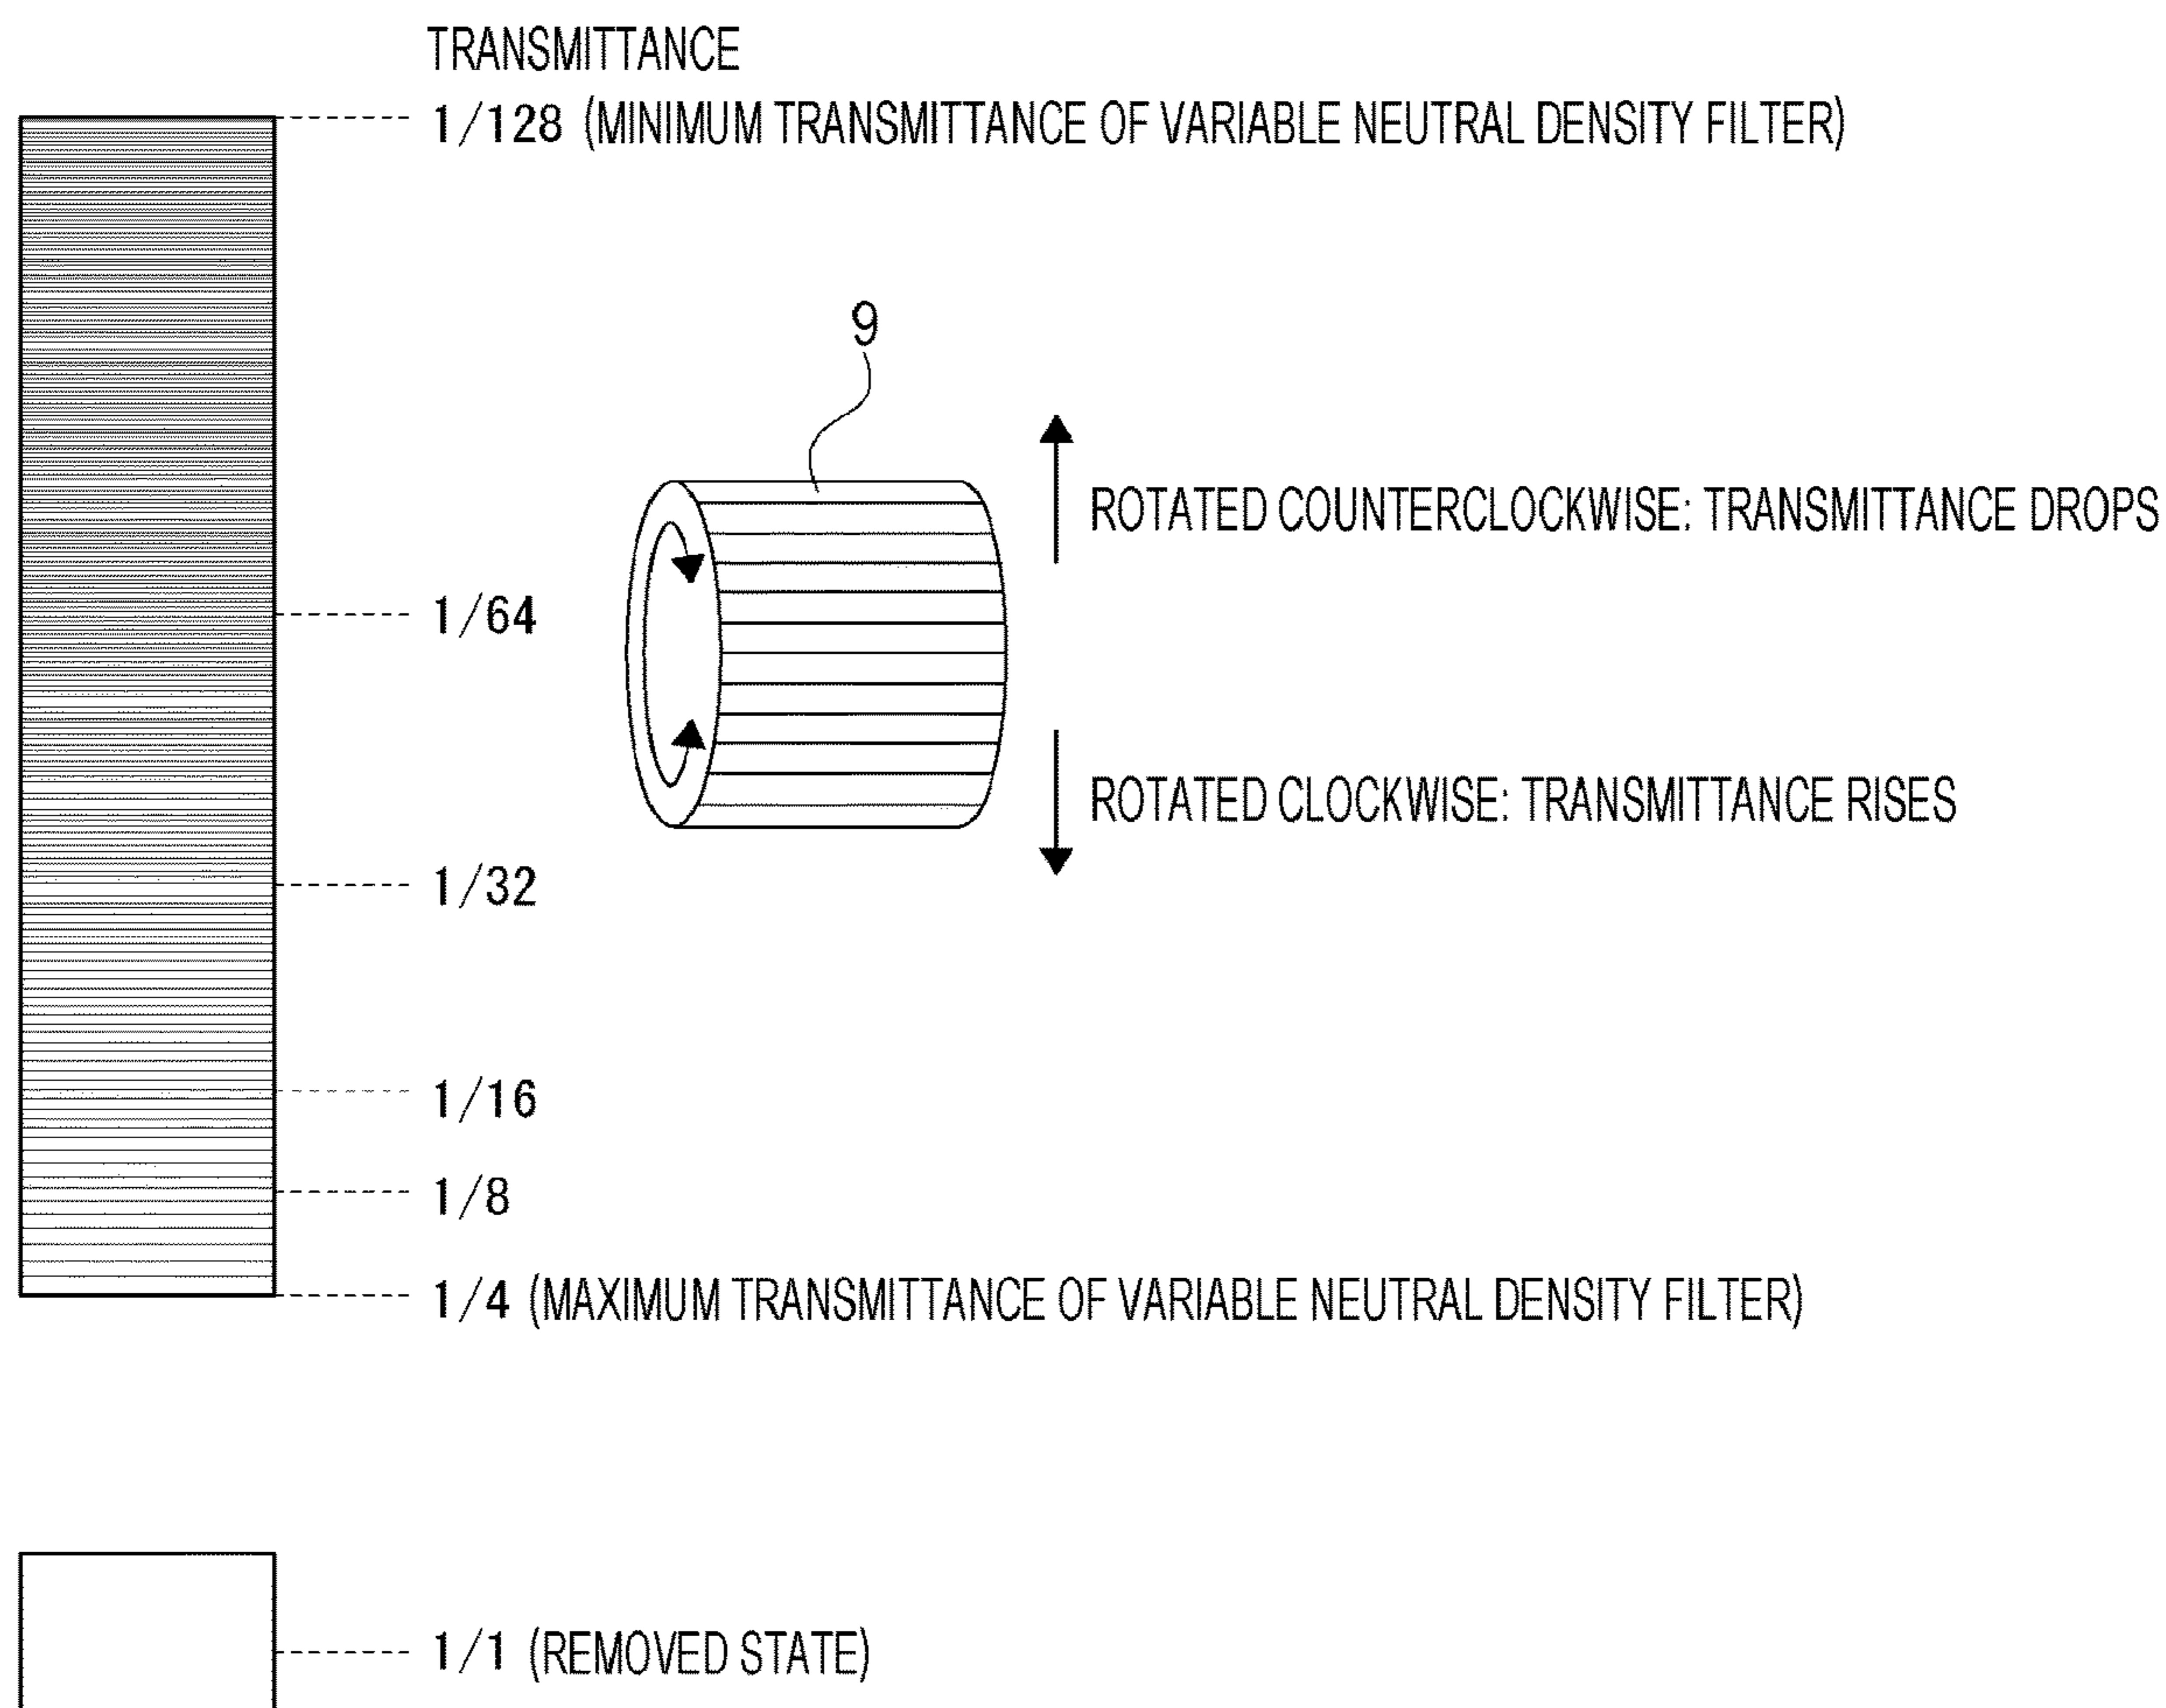 TRANSMITTANCE
1/128 (MINIMUM TRANSMITTANCE OF VARIABLE NEUTRAL DENSITY FILTER)
9
ROTATED COUNTERCLOCKWISE: TRANSMITTANCE DROPS
1/64
ROTATED CLOCKWISE: TRANSMITTANCE RISES
1/32
1/16
1/8
1/4 (MAXIMUM TRANSMITTANCE OF VARIABLE NEUTRAL DENSITY FILTER)
1/1 (REMOVED STATE)